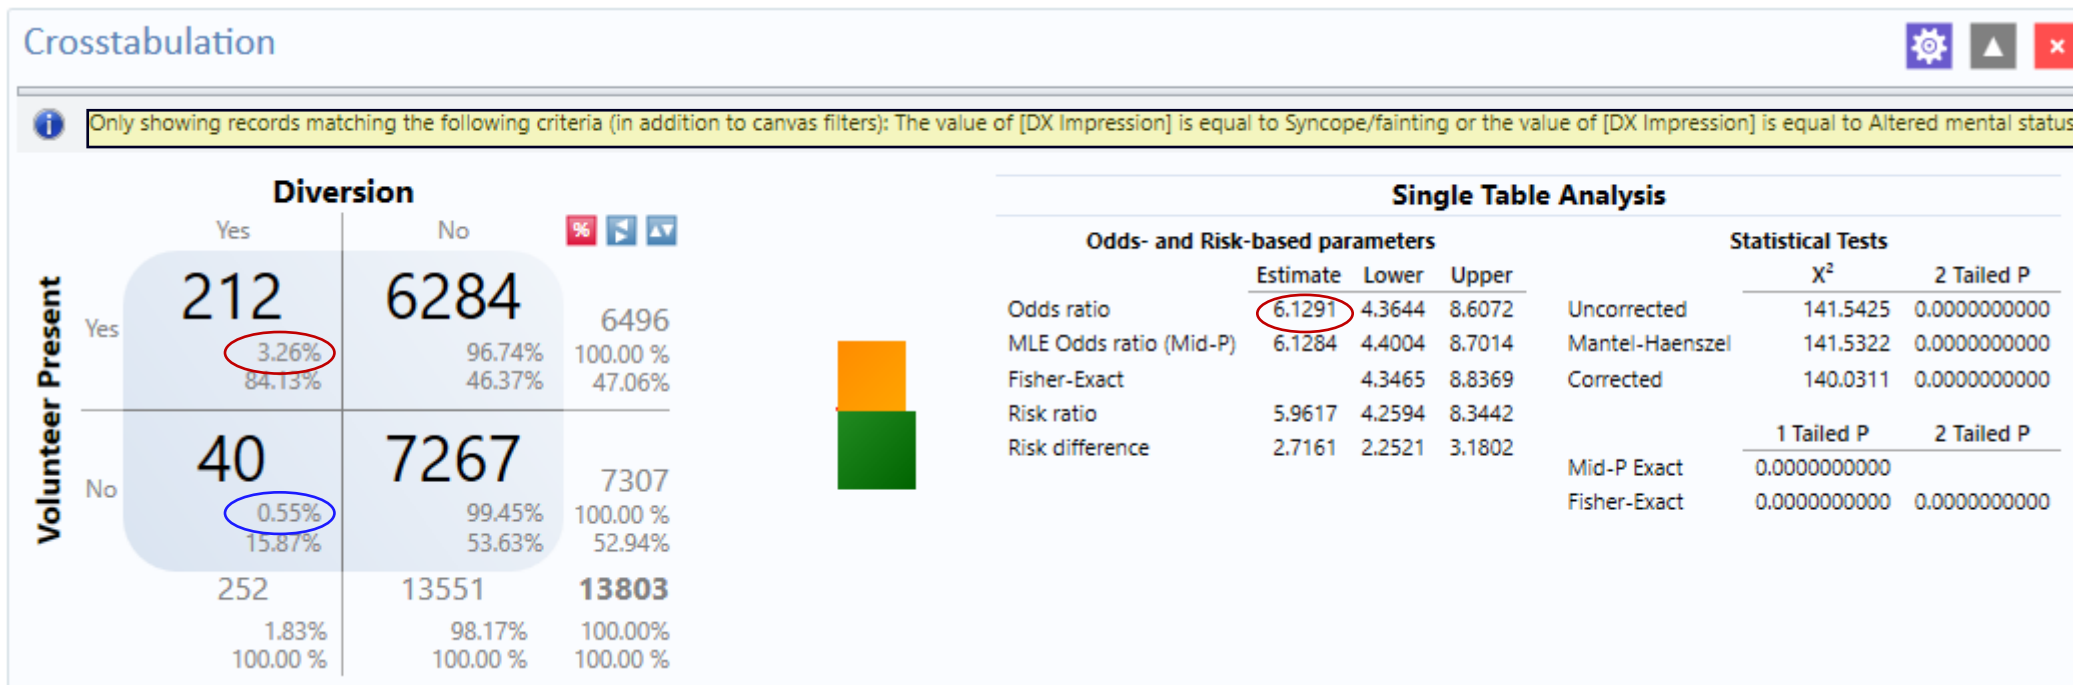 Crosstabulation
Only showing records matching the following criteria (in addition to canvas filters): The value of [DX Impression] is equal to Syncope/fainting or the value of [DX Impression] is equal to Altered mental status
Diversion
Yes No %
Volunteer Present
Yes
212 6284 6496
3.26% 96.74% 100.00 %
84.13% 46.37% 47.06%
No
40 7267 7307
0.55% 99.45% 100.00 %
15.87% 53.63% 52.94%
252 13551 13803
1.83% 98.17% 100.00%
100.00 % 100.00 % 100.00 %
Single Table Analysis
Odds- and Risk-based parameters
Estimate Lower Upper
Odds ratio 6.1291 4.3644 8.6072
MLE Odds ratio (Mid-P) 6.1284 4.4004 8.7014
Fisher-Exact 4.3465 8.8369
Risk ratio 5.9617 4.2594 8.3442
Risk difference 2.7161 2.2521 3.1802
Statistical Tests
X² 2 Tailed P
Uncorrected 141.5425 0.0000000000
Mantel-Haenszel 141.5322 0.0000000000
Corrected 140.0311 0.0000000000
1 Tailed P 2 Tailed P
Mid-P Exact 0.0000000000
Fisher-Exact 0.0000000000 0.0000000000